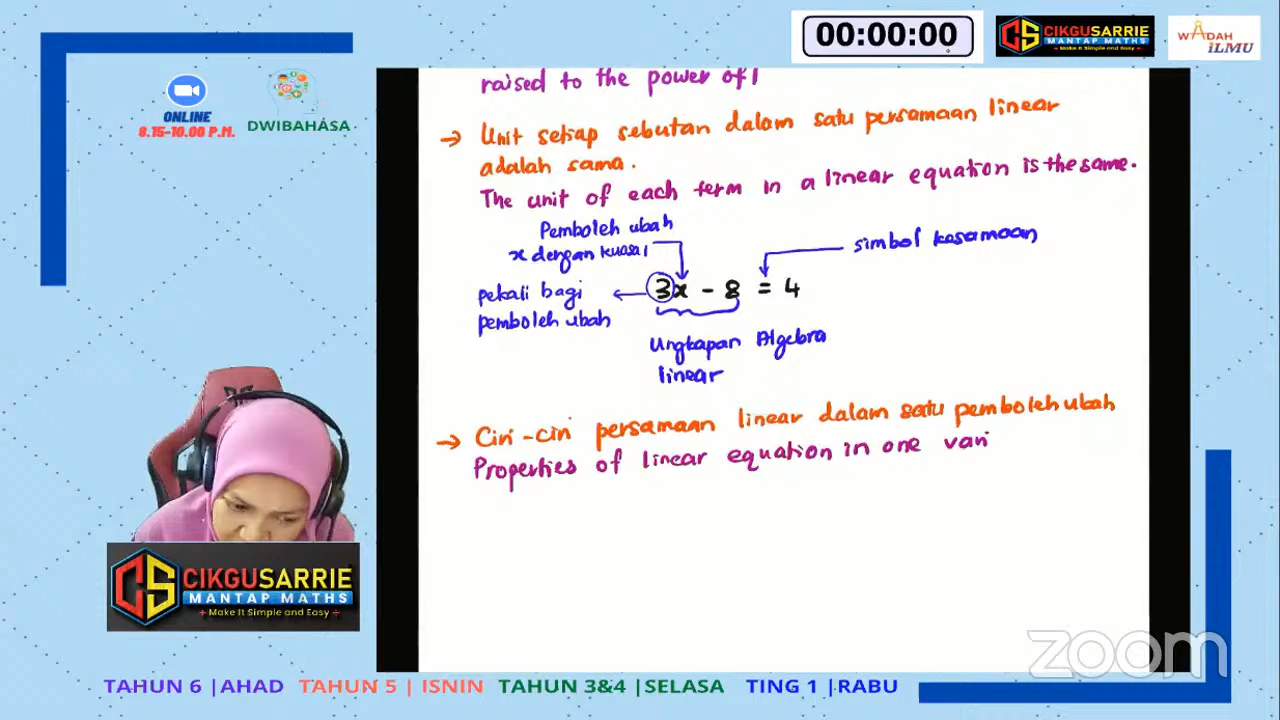 00:00:00
CIKGUSARRIE
MANTAP MATHS
Make It Simple and Easy
WADAH
iLMU
ONLINE
8.15-10.00 P.M.
DWIBAHASA
raised to the power of 1
→ Unit setiap sebutan dalam satu persamaan linear
adalah sama.
The unit of each term in a linear equation is the same.
Pemboleh ubah
x dengan kuasa 1
simbol kesamaan
3x - 8 = 4
pekali bagi
pemboleh ubah
Ungkapan Algebra
linear
→ Ciri-ciri persamaan linear dalam satu pemboleh ubah
Properties of linear equation in one vari
CS CIKGUSARRIE
MANTAP MATHS
+ Make It Simple and Easy +
zoom
TAHUN 6 |AHAD TAHUN 5 | ISNIN TAHUN 3&4 |SELASA TING 1 |RABU